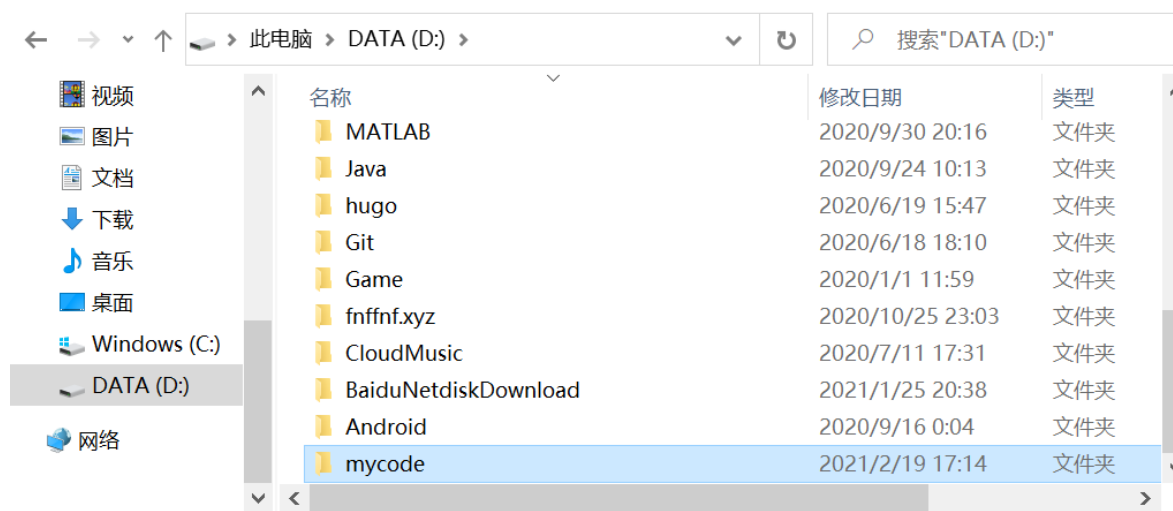 此电脑 > DATA (D:) >
搜索"DATA (D:)"
视频
图片
文档
下载
音乐
桌面
Windows (C:)
DATA (D:)
网络
名称 修改日期 类型
MATLAB 2020/9/30 20:16 文件夹
Java 2020/9/24 10:13 文件夹
hugo 2020/6/19 15:47 文件夹
Git 2020/6/18 18:10 文件夹
Game 2020/1/1 11:59 文件夹
fnffnf.xyz 2020/10/25 23:03 文件夹
CloudMusic 2020/7/11 17:31 文件夹
BaiduNetdiskDownload 2021/1/25 20:38 文件夹
Android 2020/9/16 0:04 文件夹
mycode 2021/2/19 17:14 文件夹